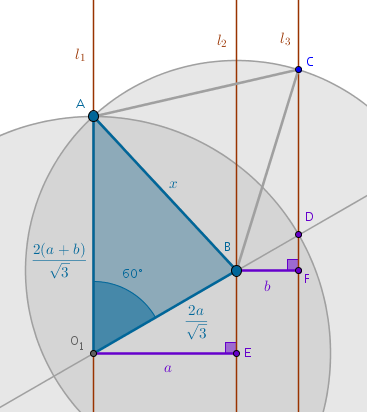 l₁
l₂
l₃
C
A
x
D
B
2(a + b)
√3
60°
F
b
2a
√3
O₁
E
a